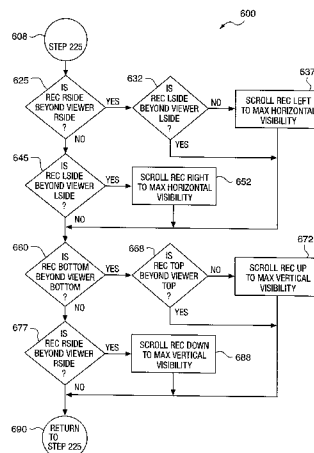 600
608
STEP 225
625
IS
REC RSIDE
BEYOND VIEWER
RSIDE
?
YES
NO
632
IS
REC LSIDE
BEYOND VIEWER
LSIDE
?
NO
YES
637
SCROLL REC LEFT
TO MAX HORIZONTAL
VISIBILITY
645
IS
REC LSIDE
BEYOND VIEWER
LSIDE
?
YES
NO
SCROLL REC RIGHT
TO MAX HORIZONTAL
VISIBILITY
652
660
IS
REC BOTTOM
BEYOND VIEWER
BOTTOM
?
YES
NO
668
IS
REC TOP
BEYOND VIEWER
TOP
?
NO
YES
672
SCROLL REC UP
TO MAX VERTICAL
VISIBILITY
677
IS
REC RSIDE
BEYOND VIEWER
RSIDE
?
YES
NO
SCROLL REC DOWN
TO MAX VERTICAL
VISIBILITY
688
690
RETURN
TO
STEP 225